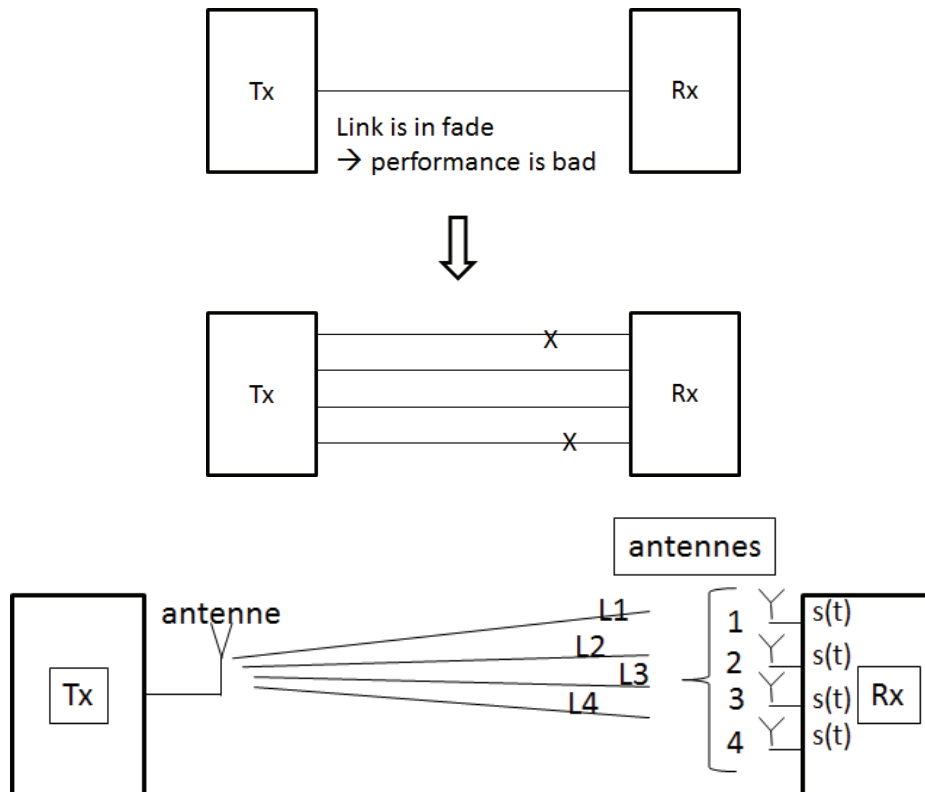 Tx
Rx
Link is in fade
→ performance is bad
Tx
X
X
Rx
antennes
antenne
L1
L2
L3
L4
1
2
3
4
s(t)
s(t)
s(t)
s(t)
Tx
Rx